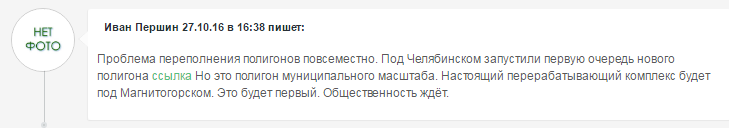 НЕТ
ФОТО
Иван Першин 27.10.16 в 16:38 пишет:
Проблема переполнения полигонов повсеместно. Под Челябинском запустили первую очередь нового
полигона ссылка Но это полигон муниципального масштаба. Настоящий перерабатывающий комплекс будет
под Магнитогорском. Это будет первый. Общественность ждёт.